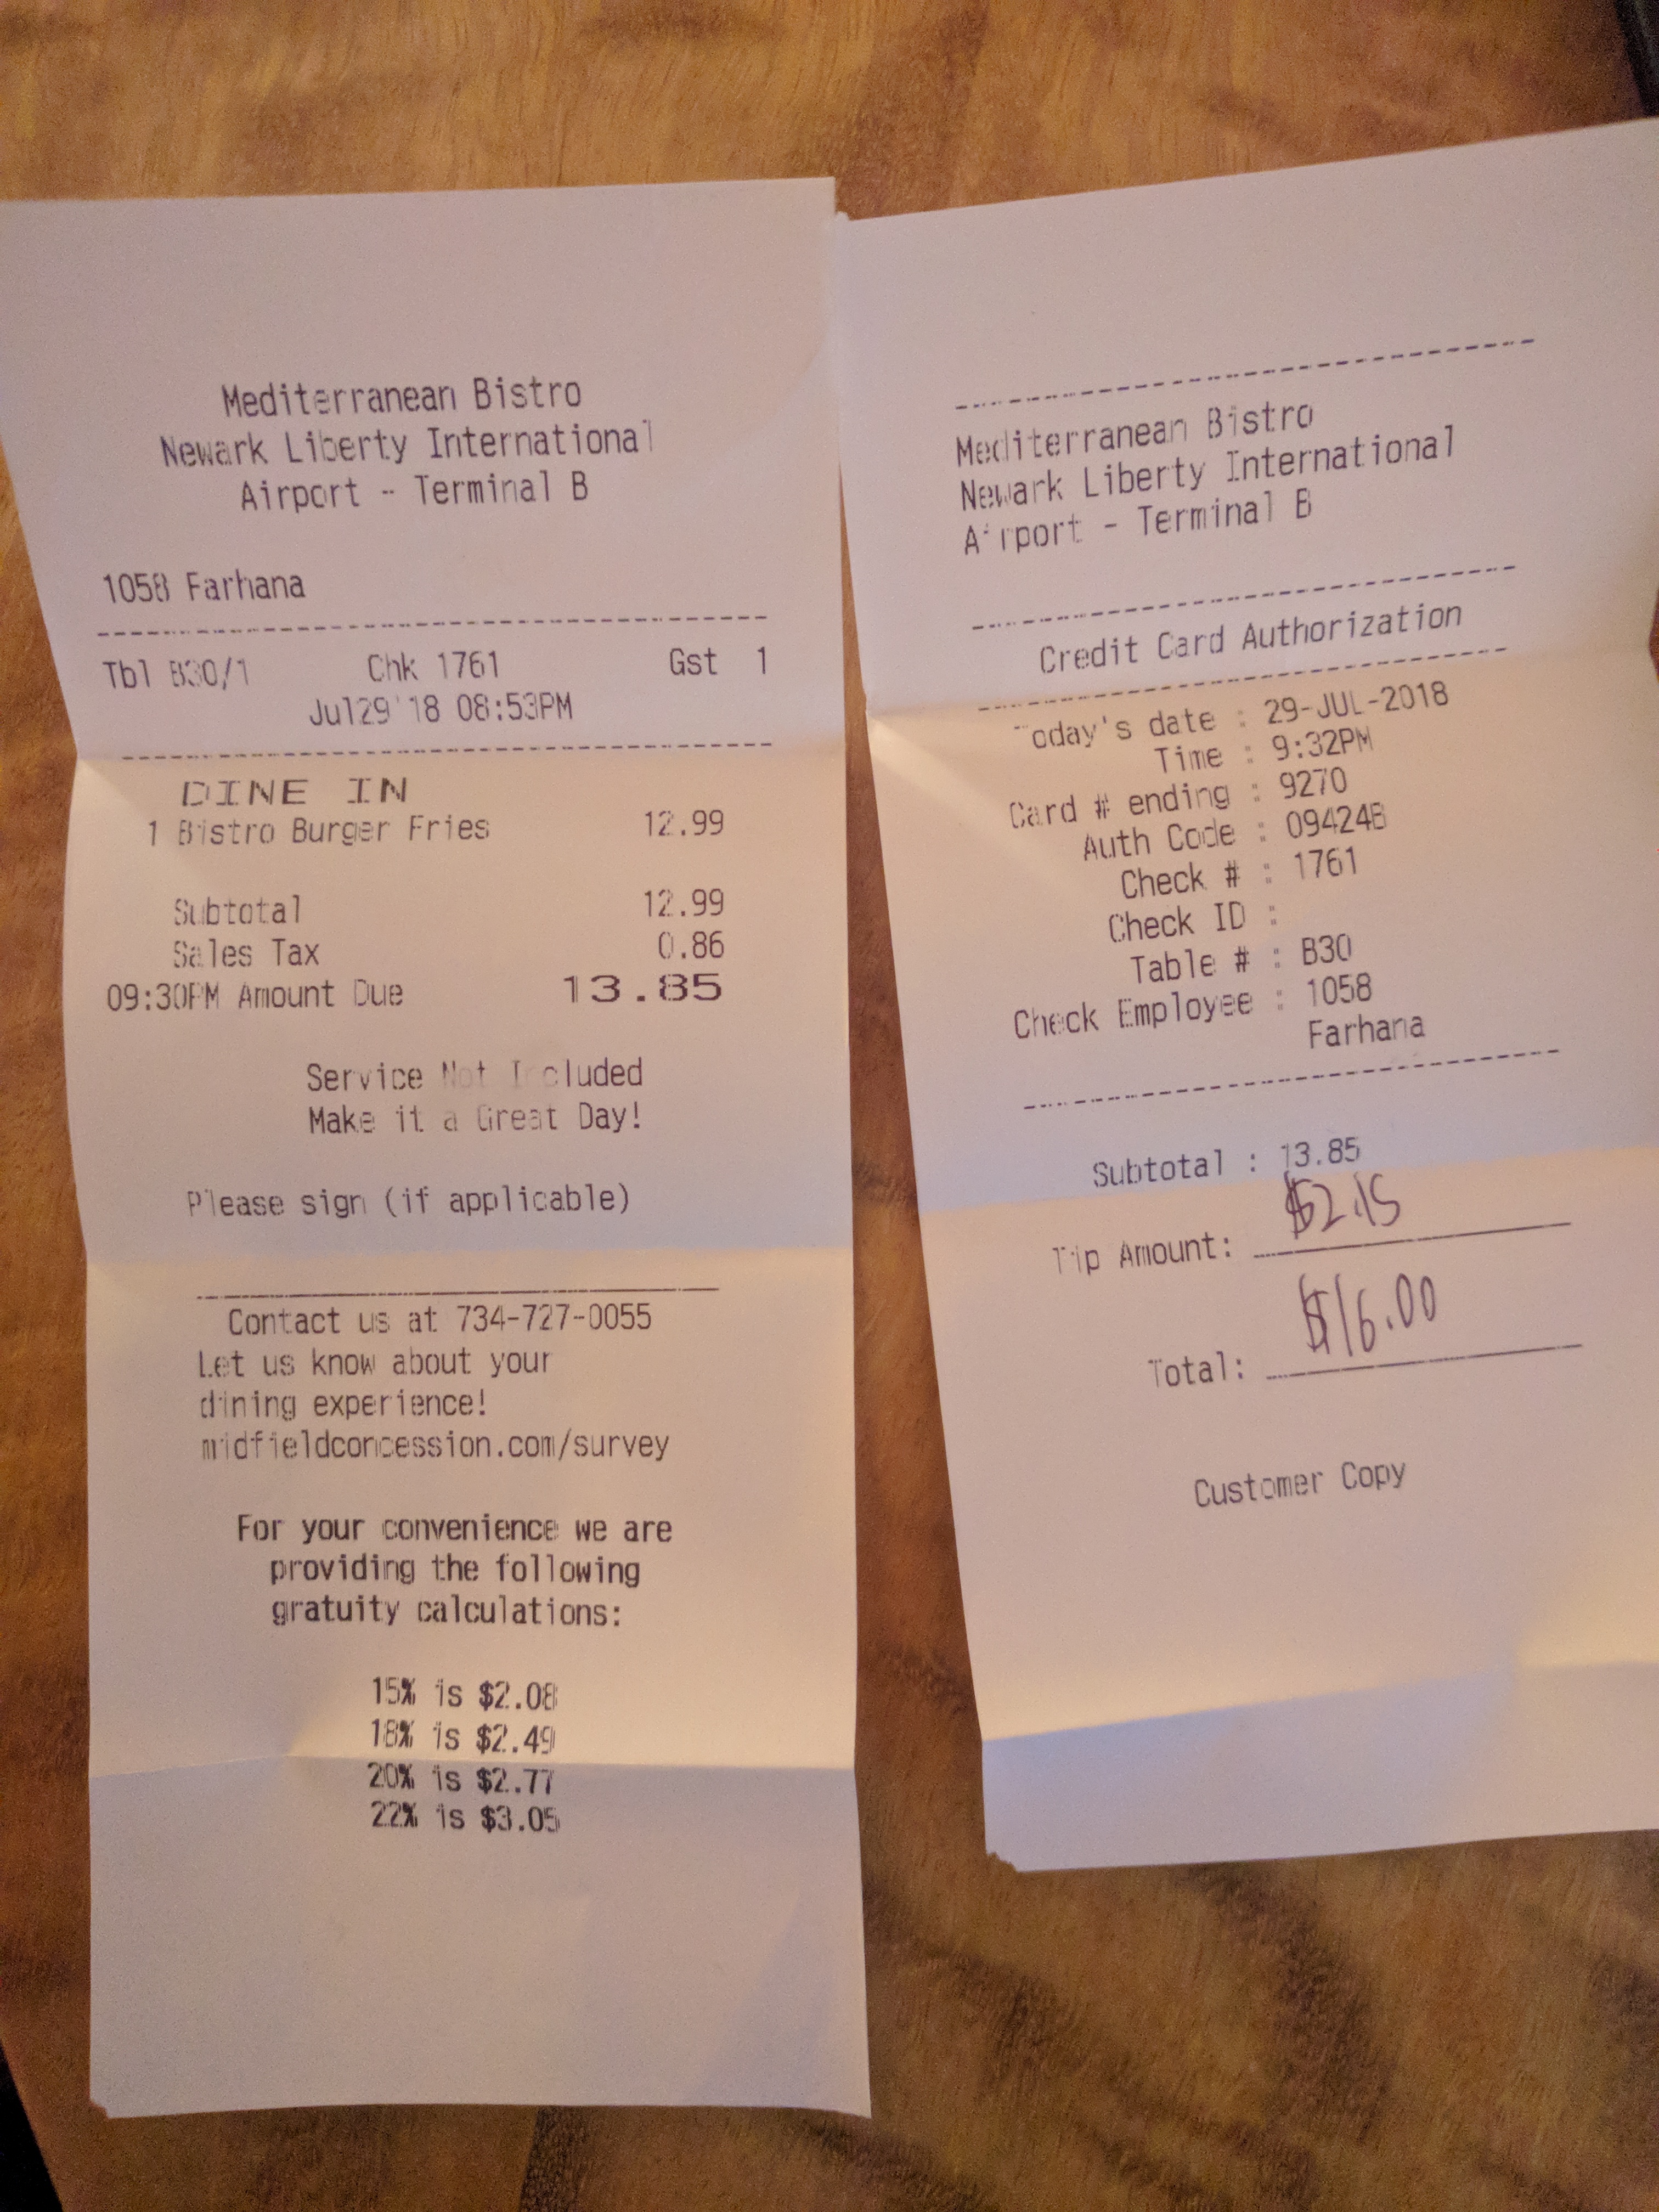 Mediterranean Bistro
Newark Liberty International
Airport - Terminal B
1058 Farhana
Tbl B30/1 Chk 1761 Gst 1
Jul29'18 08:53PM
DINE IN
1 Bistro Burger Fries 12.99
Subtotal 12.99
Sales Tax 0.86
09:30PM Amount Due 13.85
Service Not Included
Make it a Great Day!
Please sign (if applicable)
Contact us at 734-727-0055
Let us know about your
dining experience!
midfieldconcession.com/survey
For your convenience we are
providing the following
gratuity calculations:
15% is $2.08
18% is $2.49
20% is $2.77
22% is $3.05
Mediterranean Bistro
Newark Liberty International
Airport - Terminal B
Credit Card Authorization
Today's date : 29-JUL-2018
Time : 9:32PM
Card # ending : 9270
Auth Code : 09424B
Check # : 1761
Check ID :
Table # : B30
Check Employee : 1058
Farhana
Subtotal : 13.85
Tip Amount: $2.15
Total: $16.00
Customer Copy